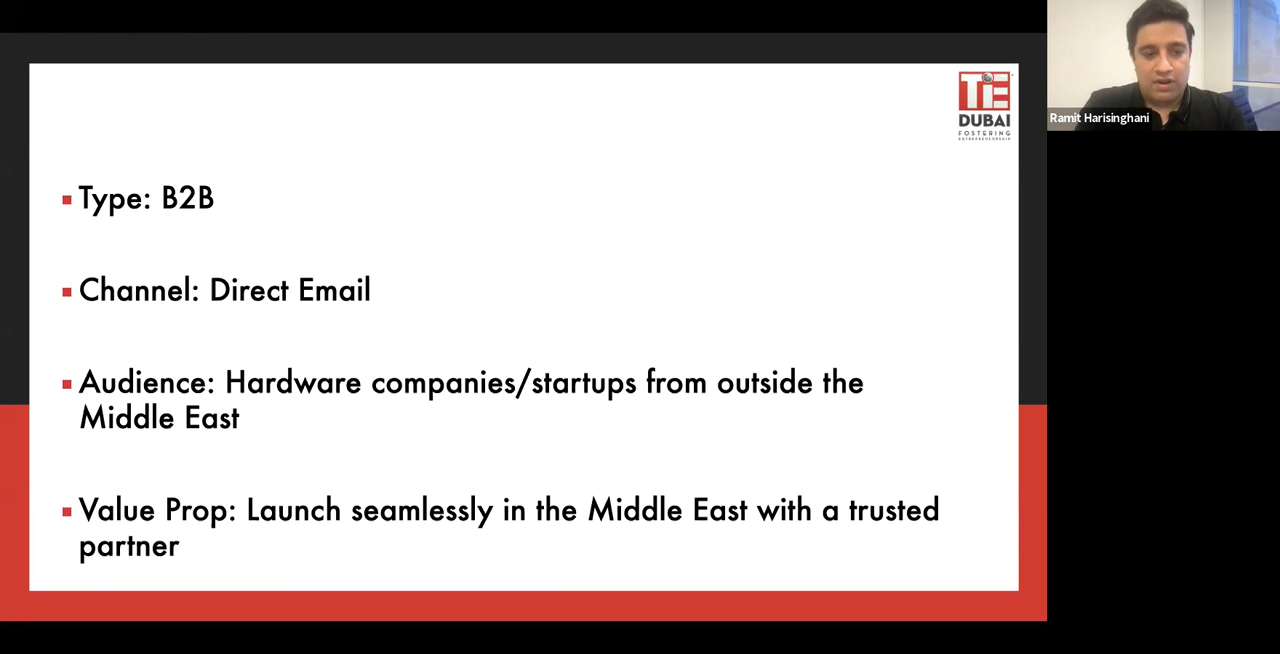 TiE
DUBAI
FOSTERING
ENTREPRENEURSHIP
Ramit Harisinghani
Type: B2B
Channel: Direct Email
Audience: Hardware companies/startups from outside the
Middle East
Value Prop: Launch seamlessly in the Middle East with a trusted
partner